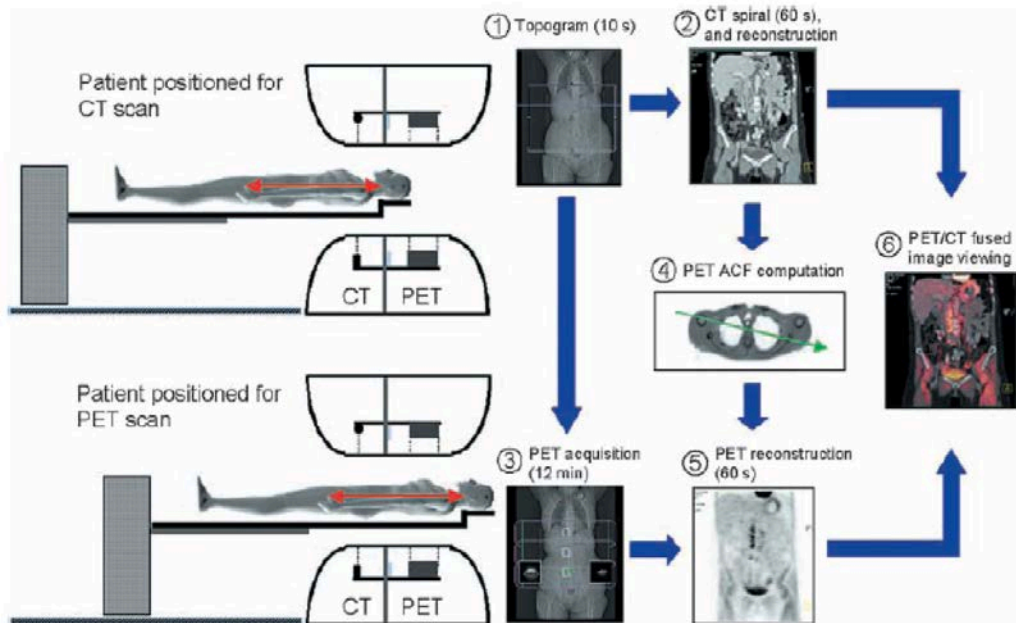 Patient positioned for
CT scan
CT PET
Patient positioned for
PET scan
CT PET
① Topogram (10 s)
② CT spiral (60 s),
and reconstruction
③ PET acquisition
(12 min)
④ PET ACF computation
⑤ PET reconstruction
(60 s)
⑥ PET/CT fused
image viewing